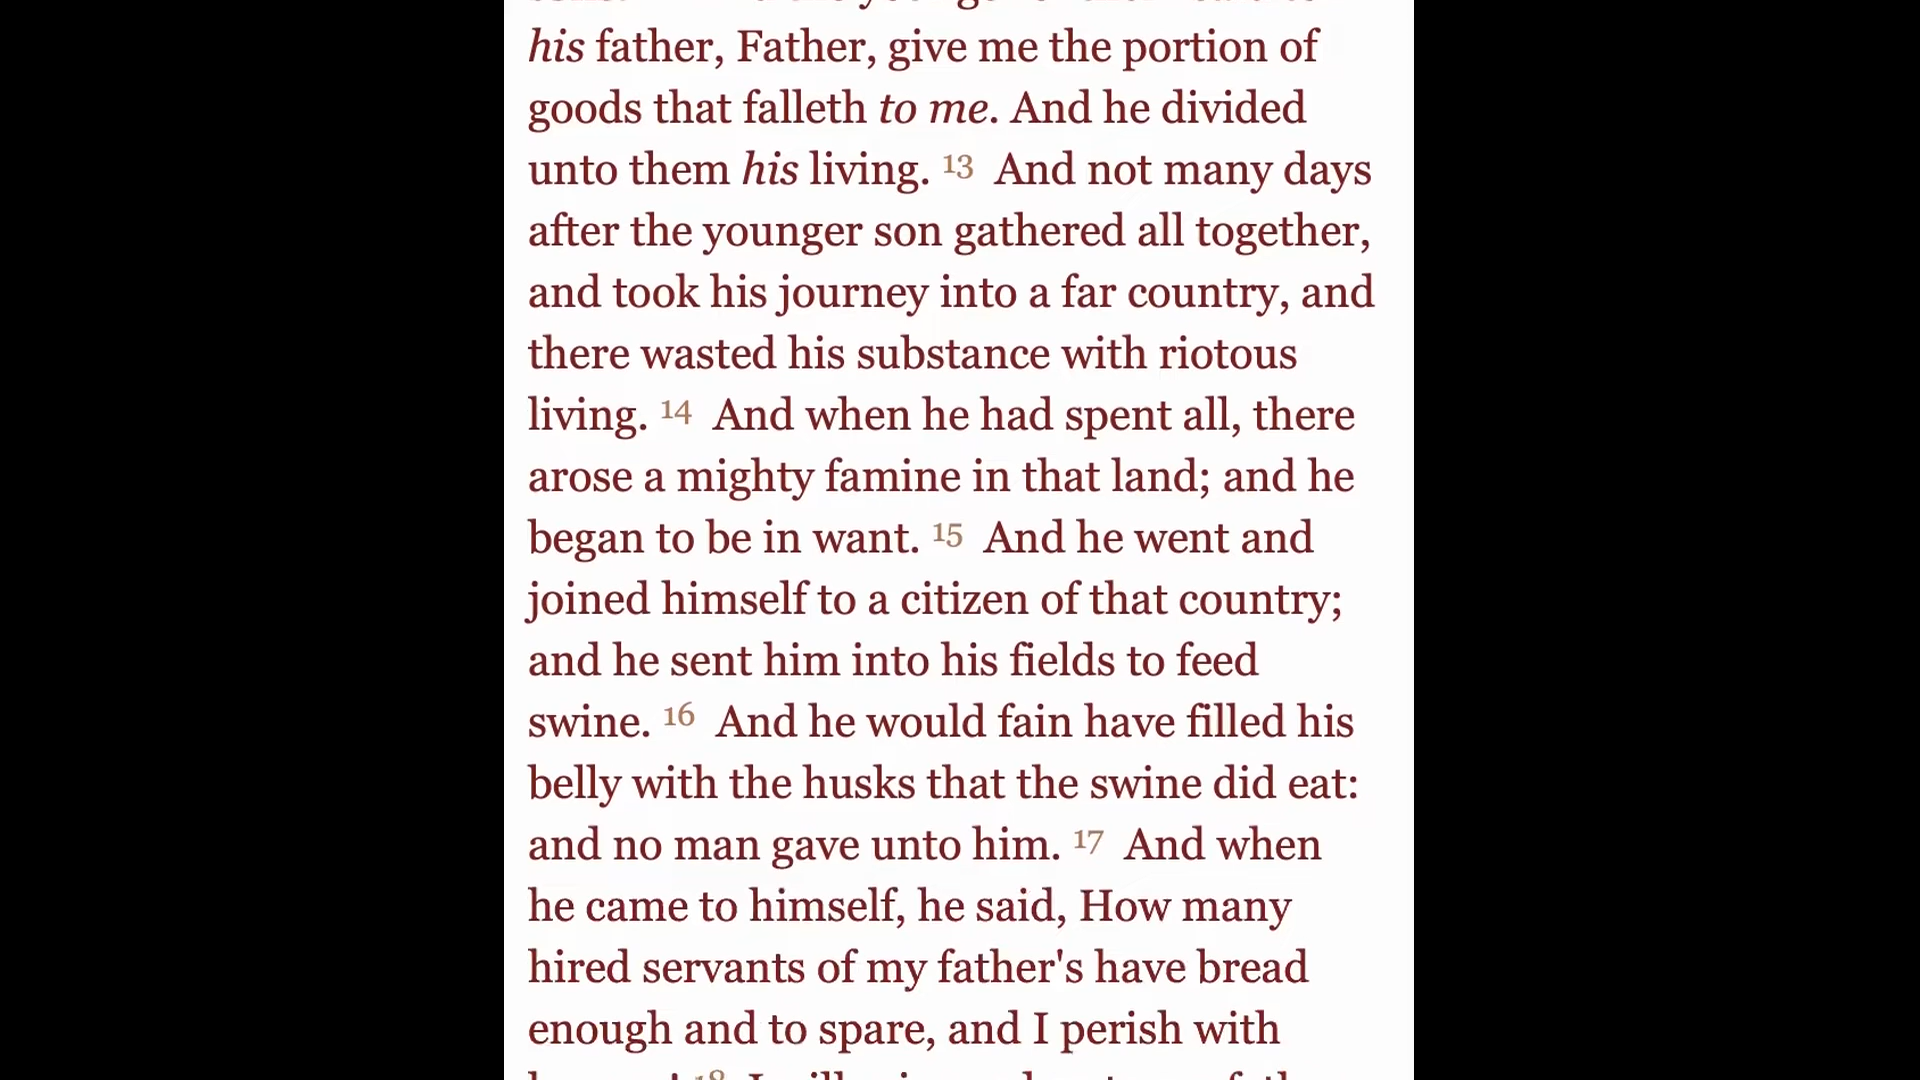 his father, Father, give me the portion of
goods that falleth to me. And he divided
unto them his living. 13 And not many days
after the younger son gathered all together,
and took his journey into a far country, and
there wasted his substance with riotous
living. 14 And when he had spent all, there
arose a mighty famine in that land; and he
began to be in want. 15 And he went and
joined himself to a citizen of that country;
and he sent him into his fields to feed
swine. 16 And he would fain have filled his
belly with the husks that the swine did eat:
and no man gave unto him. 17 And when
he came to himself, he said, How many
hired servants of my father's have bread
enough and to spare, and I perish with